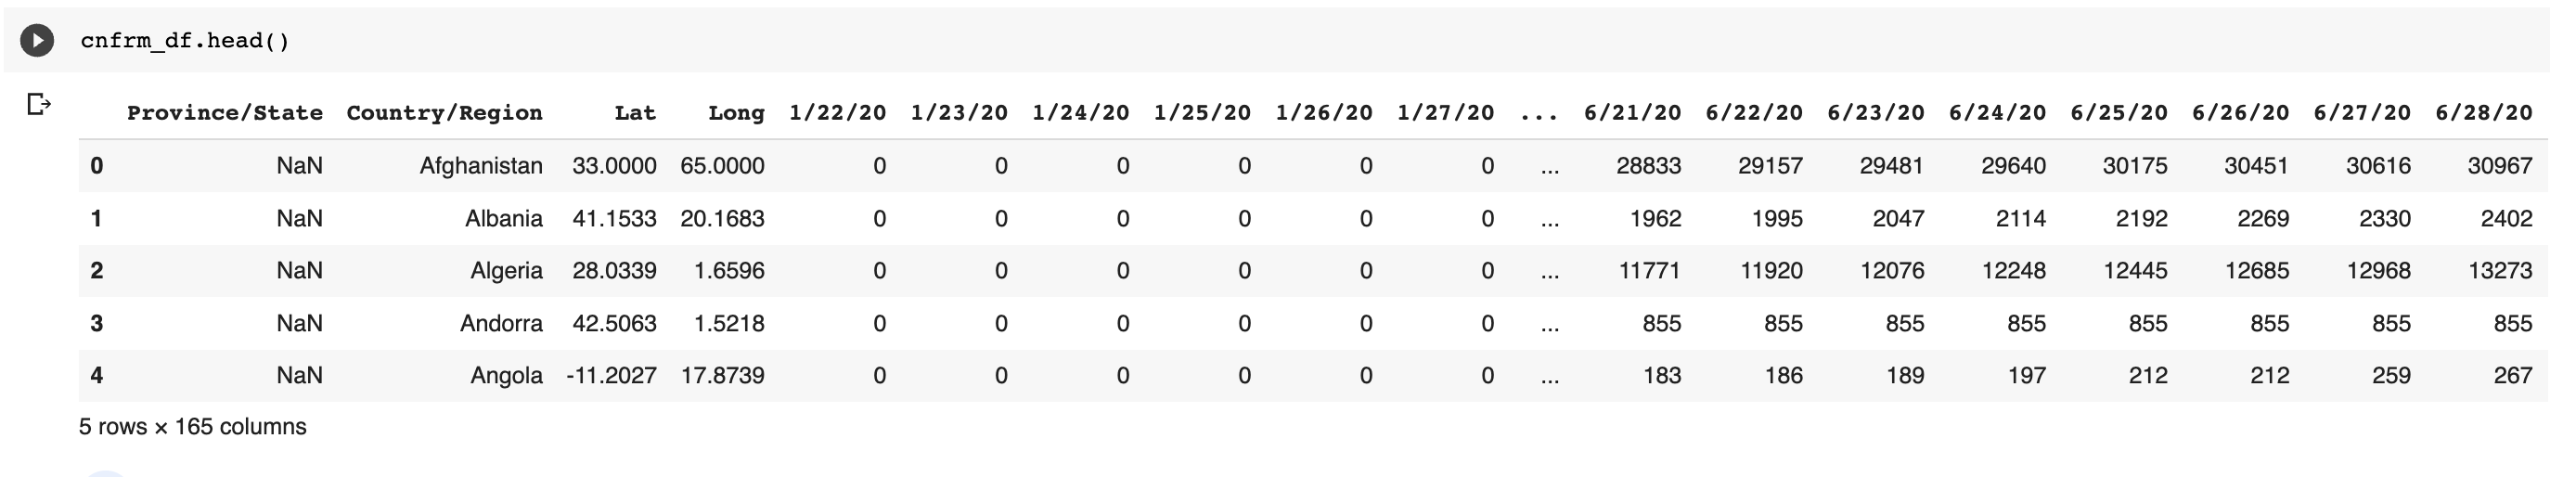 cnfrm_df.head()
Province/State Country/Region Lat Long 1/22/20 1/23/20 1/24/20 1/25/20 1/26/20 1/27/20 ... 6/21/20 6/22/20 6/23/20 6/24/20 6/25/20 6/26/20 6/27/20 6/28/20
0 NaN Afghanistan 33.0000 65.0000 0 0 0 0 0 0 ... 28833 29157 29481 29640 30175 30451 30616 30967
1 NaN Albania 41.1533 20.1683 0 0 0 0 0 0 ... 1962 1995 2047 2114 2192 2269 2330 2402
2 NaN Algeria 28.0339 1.6596 0 0 0 0 0 0 ... 11771 11920 12076 12248 12445 12685 12968 13273
3 NaN Andorra 42.5063 1.5218 0 0 0 0 0 0 ... 855 855 855 855 855 855 855 855
4 NaN Angola -11.2027 17.8739 0 0 0 0 0 0 ... 183 186 189 197 212 212 259 267
5 rows × 165 columns